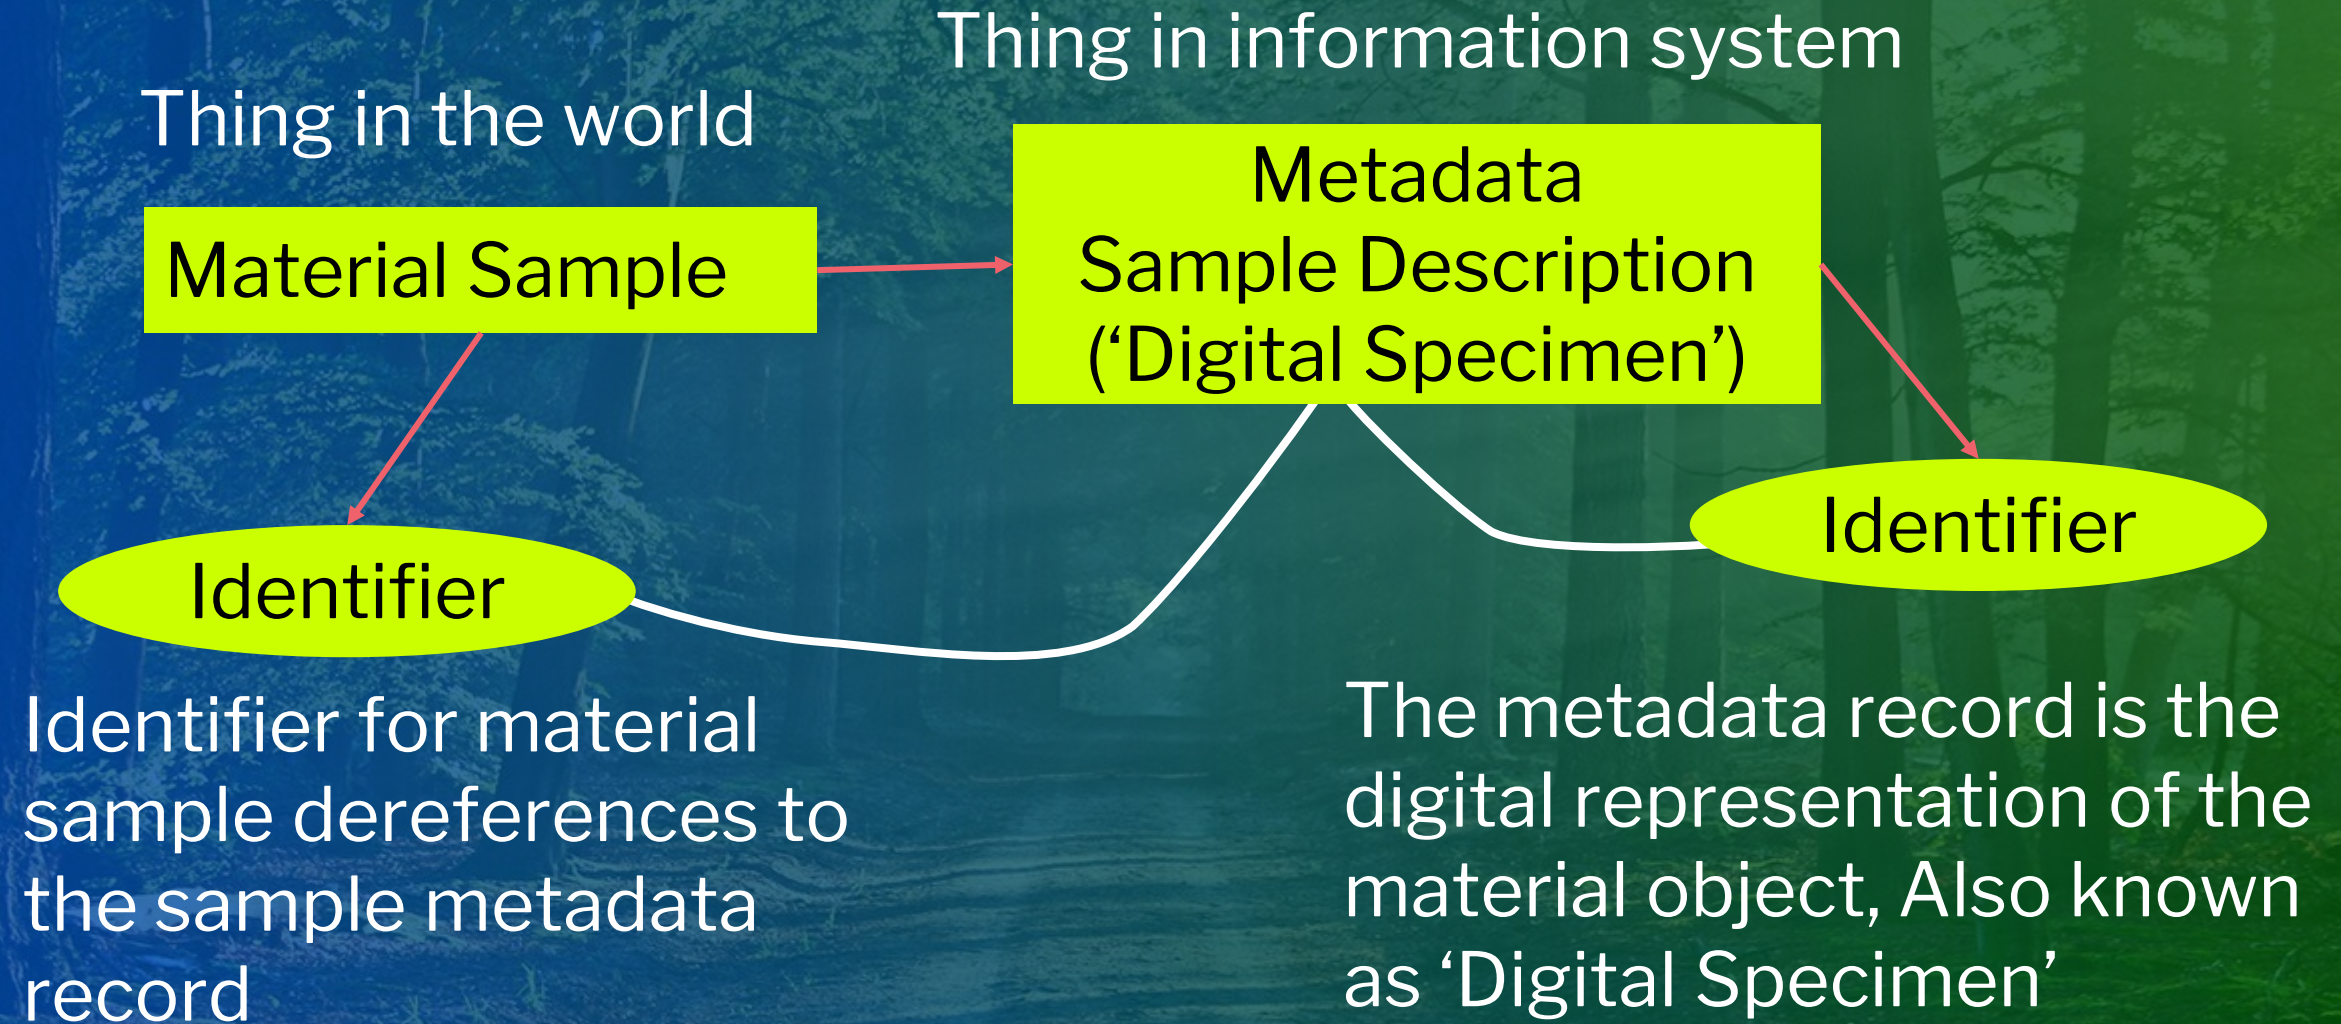 Thing in information system
Thing in the world
Metadata
Sample Description
(‘Digital Specimen’)
Material Sample
Identifier
Identifier
Identifier for material
sample dereferences to
the sample metadata
record
The metadata record is the
digital representation of the
material object, Also known
as ‘Digital Specimen’